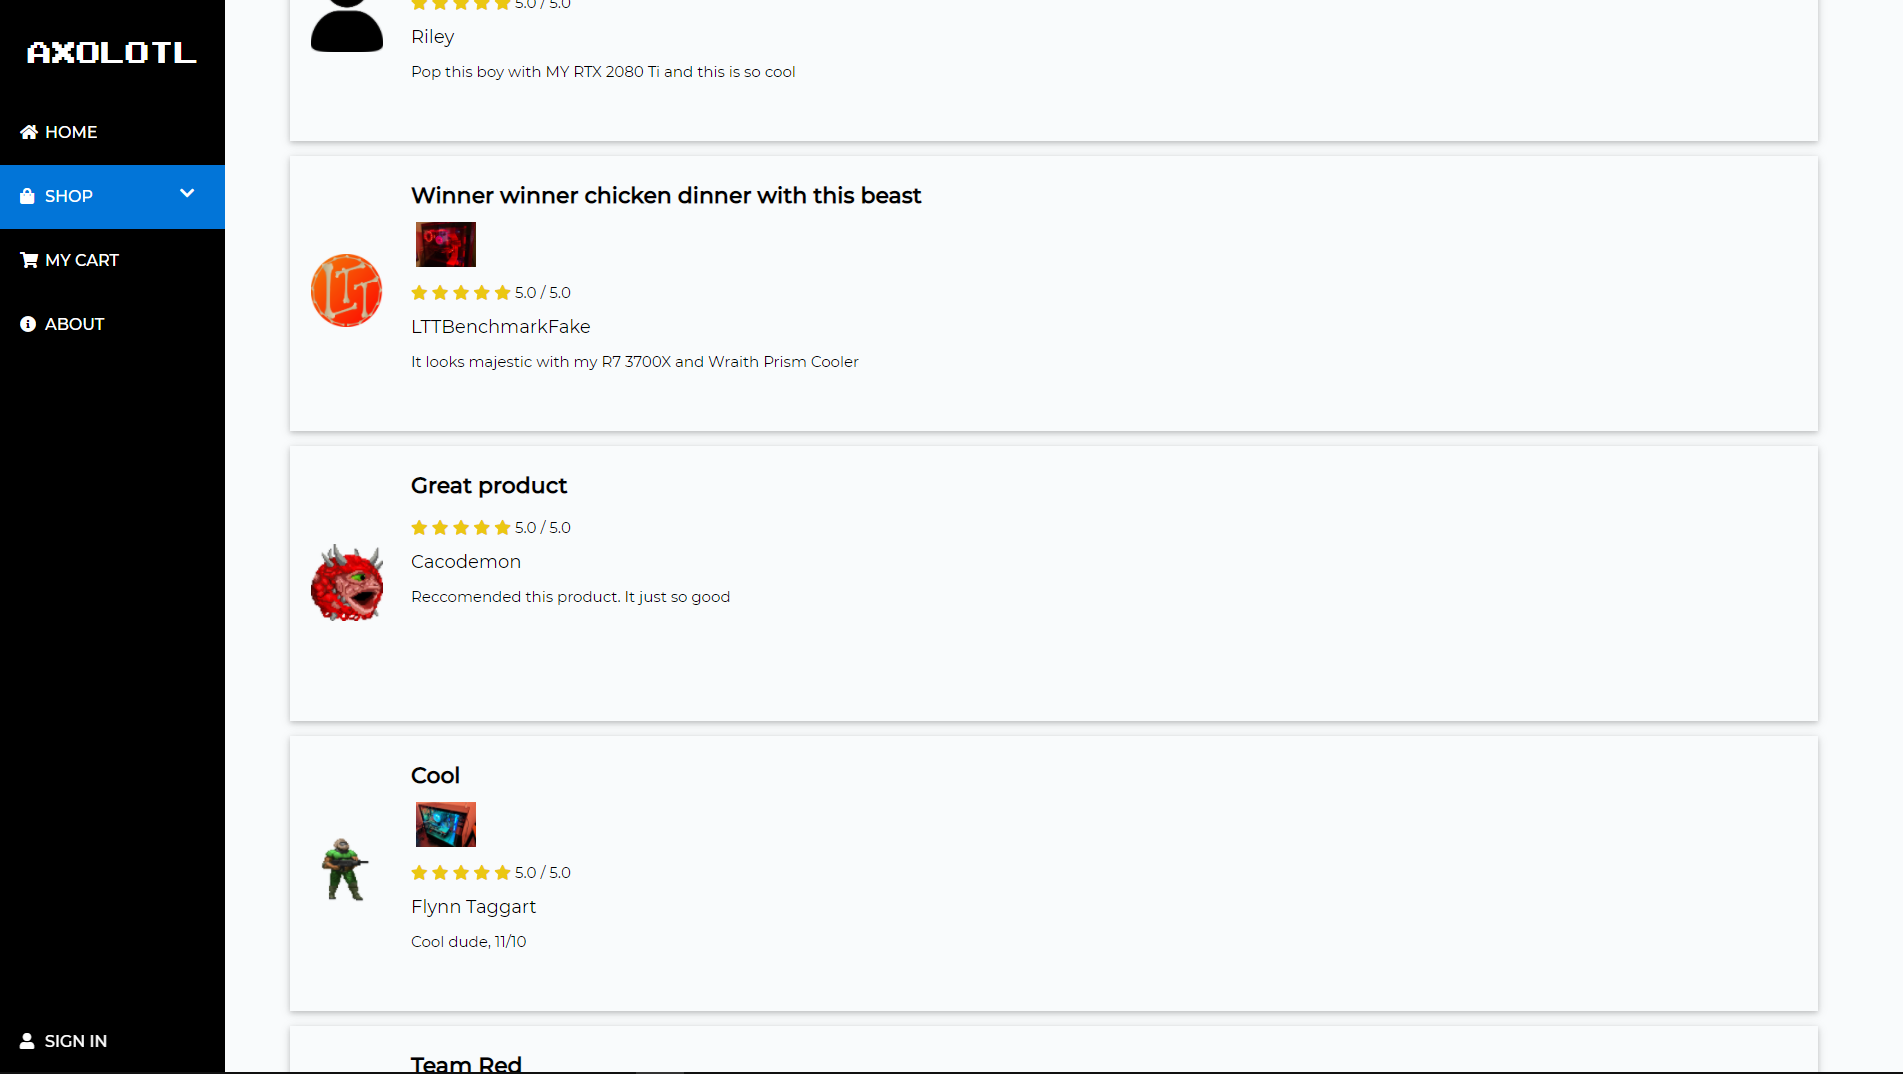 AXOLOTL
HOME
SHOP
MY CART
ABOUT
SIGN IN
5.0 / 5.0
Riley
Pop this boy with MY RTX 2080 Ti and this is so cool
Winner winner chicken dinner with this beast
LTT
5.0 / 5.0
LTTBenchmarkFake
It looks majestic with my R7 3700X and Wraith Prism Cooler
Great product
5.0 / 5.0
Cacodemon
Reccomended this product. It just so good
Cool
5.0 / 5.0
Flynn Taggart
Cool dude, 11/10
Team Red